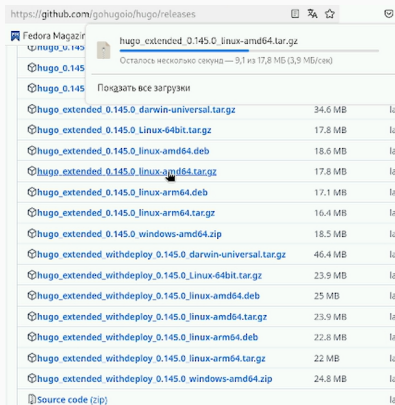 https://github.com/gohugoio/hugo/releases
Fedora Magazin
hugo_extended_0.145.0_linux-amd64.tar.gz
Осталось несколько секунд — 9,1 из 17,8 МБ (3,9 МБ/сек)
Показать все загрузки
hugo_0.145
hugo_0.145
hugo_0.145
hugo_extended_0.145.0_darwin-universal.tar.gz 34.6 MB
hugo_extended_0.145.0_Linux-64bit.tar.gz 17.8 MB
hugo_extended_0.145.0_linux-amd64.deb 18.6 MB
hugo_extended_0.145.0_linux-amd64.tar.gz 17.8 MB
hugo_extended_0.145.0_linux-arm64.deb 17.1 MB
hugo_extended_0.145.0_linux-arm64.tar.gz 16.4 MB
hugo_extended_0.145.0_windows-amd64.zip 18.5 MB
hugo_extended_withdeploy_0.145.0_darwin-universal.tar.gz 46.4 MB
hugo_extended_withdeploy_0.145.0_Linux-64bit.tar.gz 23.9 MB
hugo_extended_withdeploy_0.145.0_linux-amd64.deb 25 MB
hugo_extended_withdeploy_0.145.0_linux-amd64.tar.gz 23.9 MB
hugo_extended_withdeploy_0.145.0_linux-arm64.deb 22.8 MB
hugo_extended_withdeploy_0.145.0_linux-arm64.tar.gz 22 MB
hugo_extended_withdeploy_0.145.0_windows-amd64.zip 24.8 MB
Source code (zip)